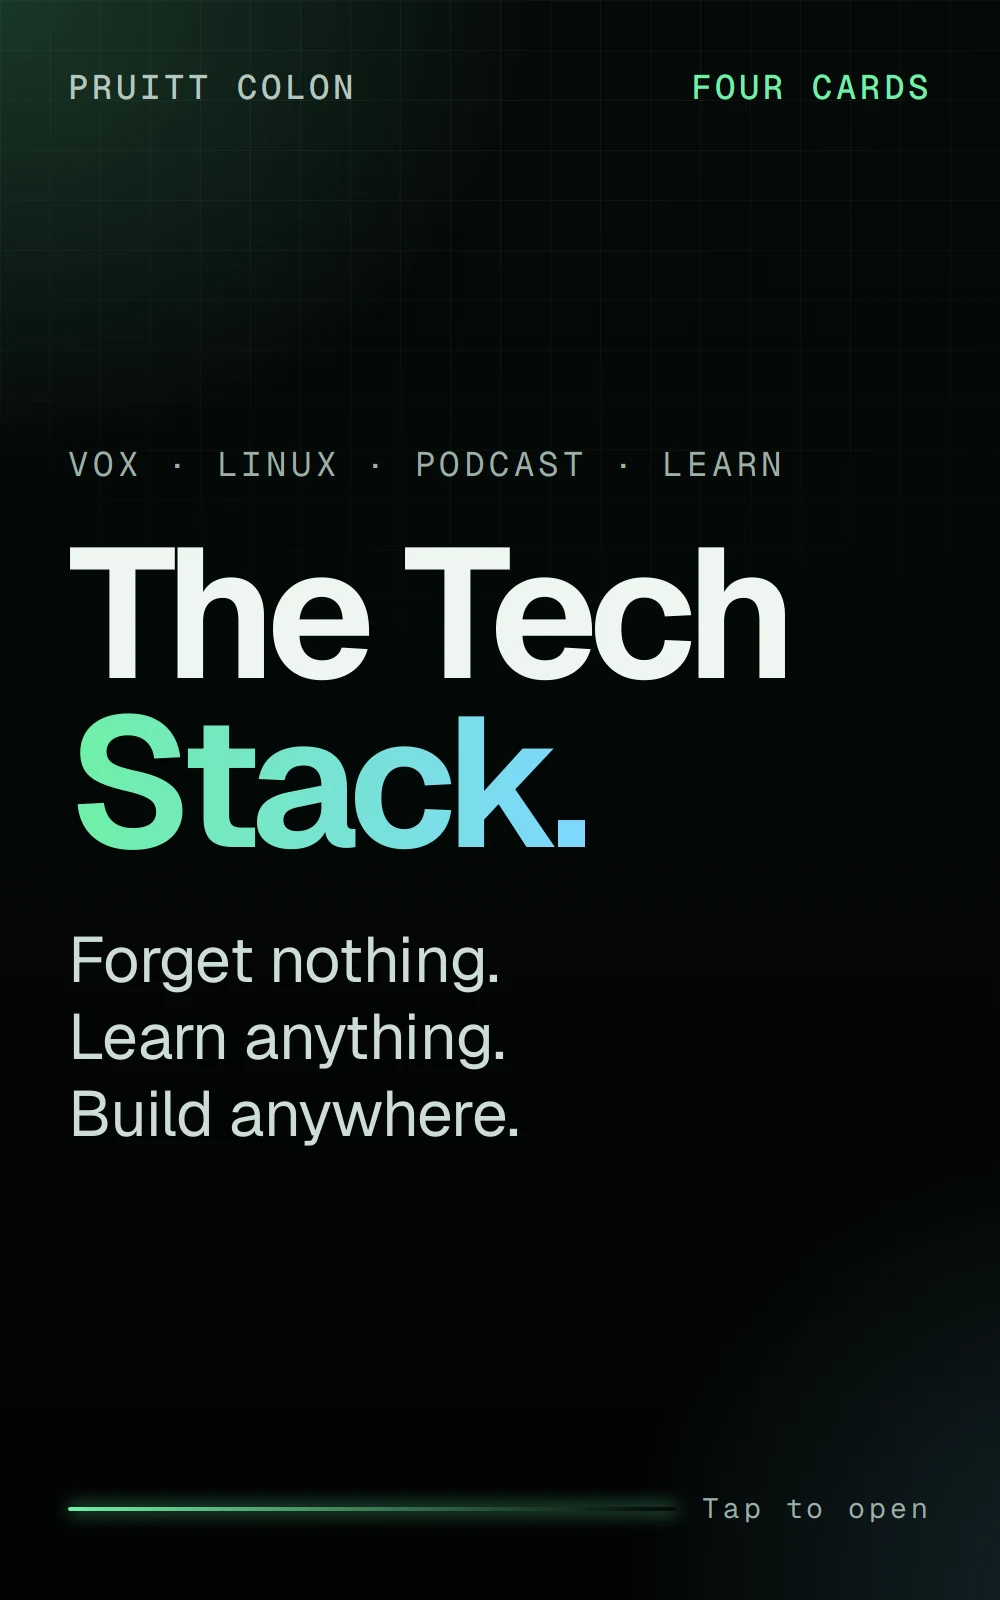 PRUITT COLON
FOUR CARDS
VOX · LINUX · PODCAST · LEARN
The Tech
Stack.
Forget nothing.
Learn anything.
Build anywhere.
Tap to open